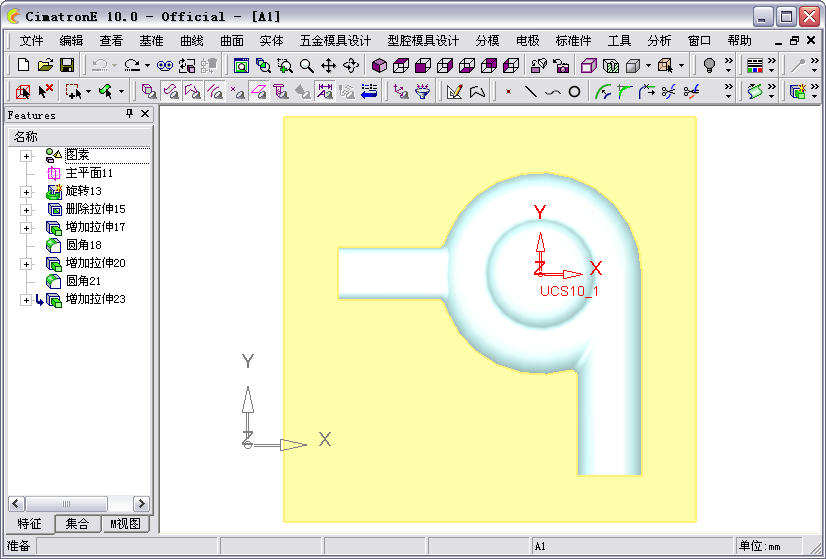 CimatronE 10.0 - Official - [A1]
文件 编辑 查看 基准 曲线 曲面 实体 五金模具设计 型腔模具设计 分模 电极 标准件 工具 分析 窗口 帮助
Features
名称
图素
主平面11
旋转13
删除拉伸15
增加拉伸17
圆角18
增加拉伸20
圆角21
增加拉伸23
Y
Z X
UCS10_1
Y
Z X
特征 集合 M视图
准备 A1 单位:mm